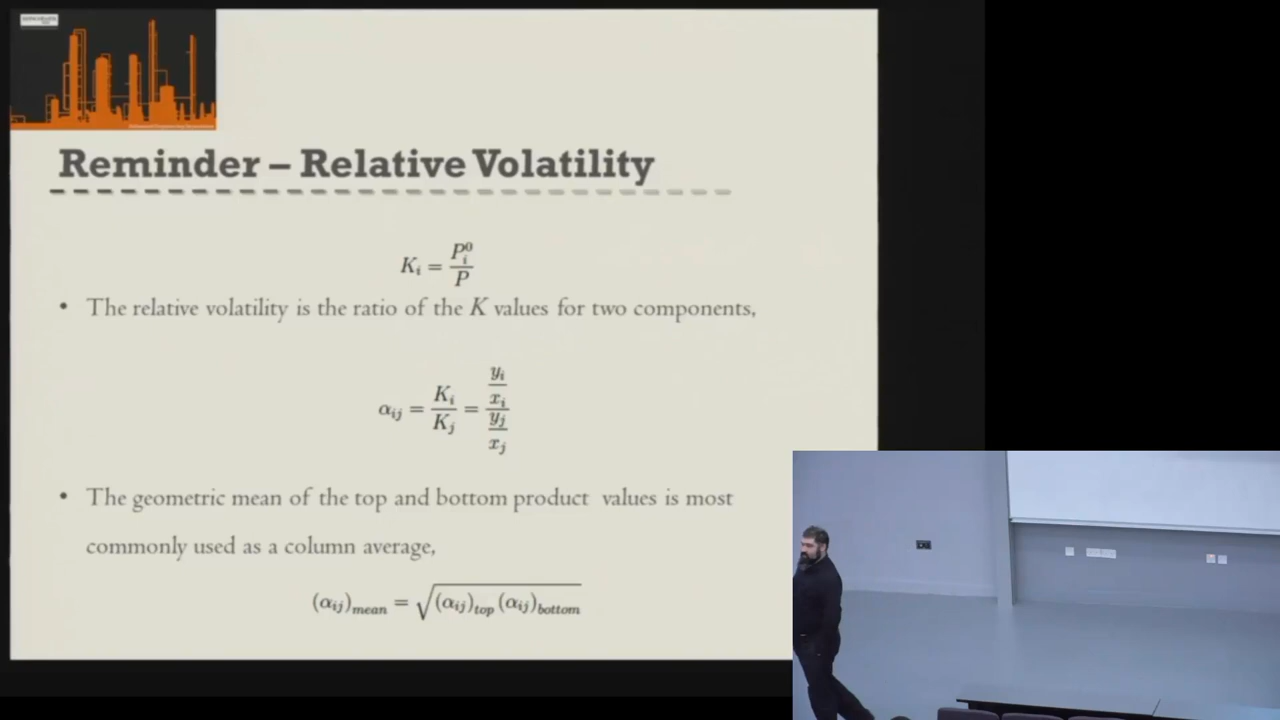 Reminder – Relative Volatility
K_i = P_i^0 / P
• The relative volatility is the ratio of the K values for two components,
α_ij = K_i / K_j = (y_i / x_i) / (y_j / x_j)
• The geometric mean of the top and bottom product values is most
commonly used as a column average,
(α_ij)_mean = √((α_ij)_top (α_ij)_bottom)